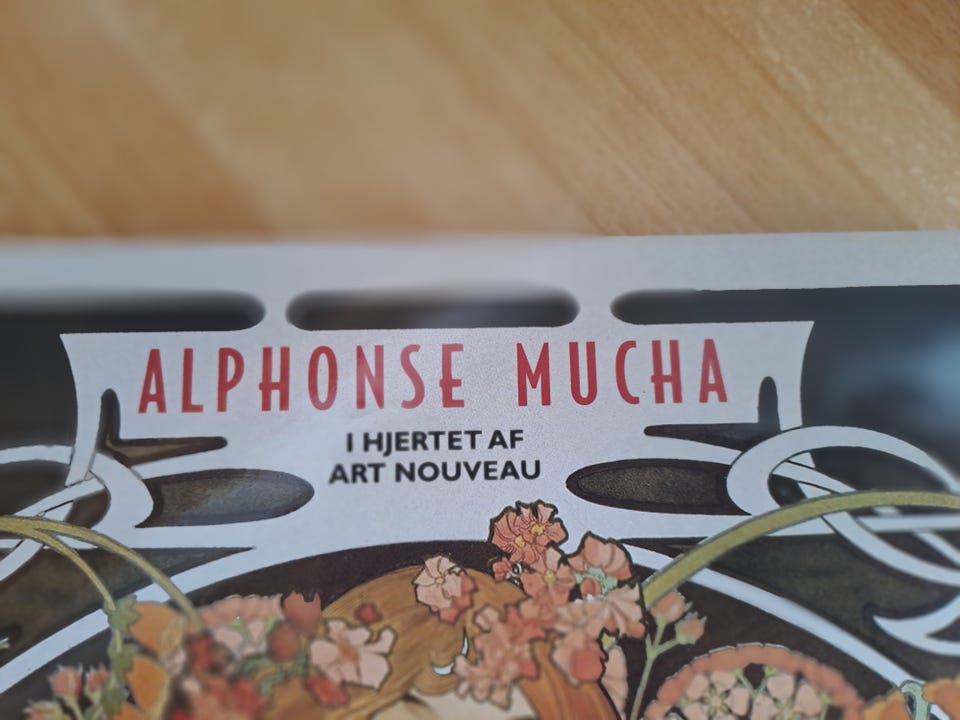 ALPHONSE MUCHA
I HJERTET AF
ART NOUVEAU